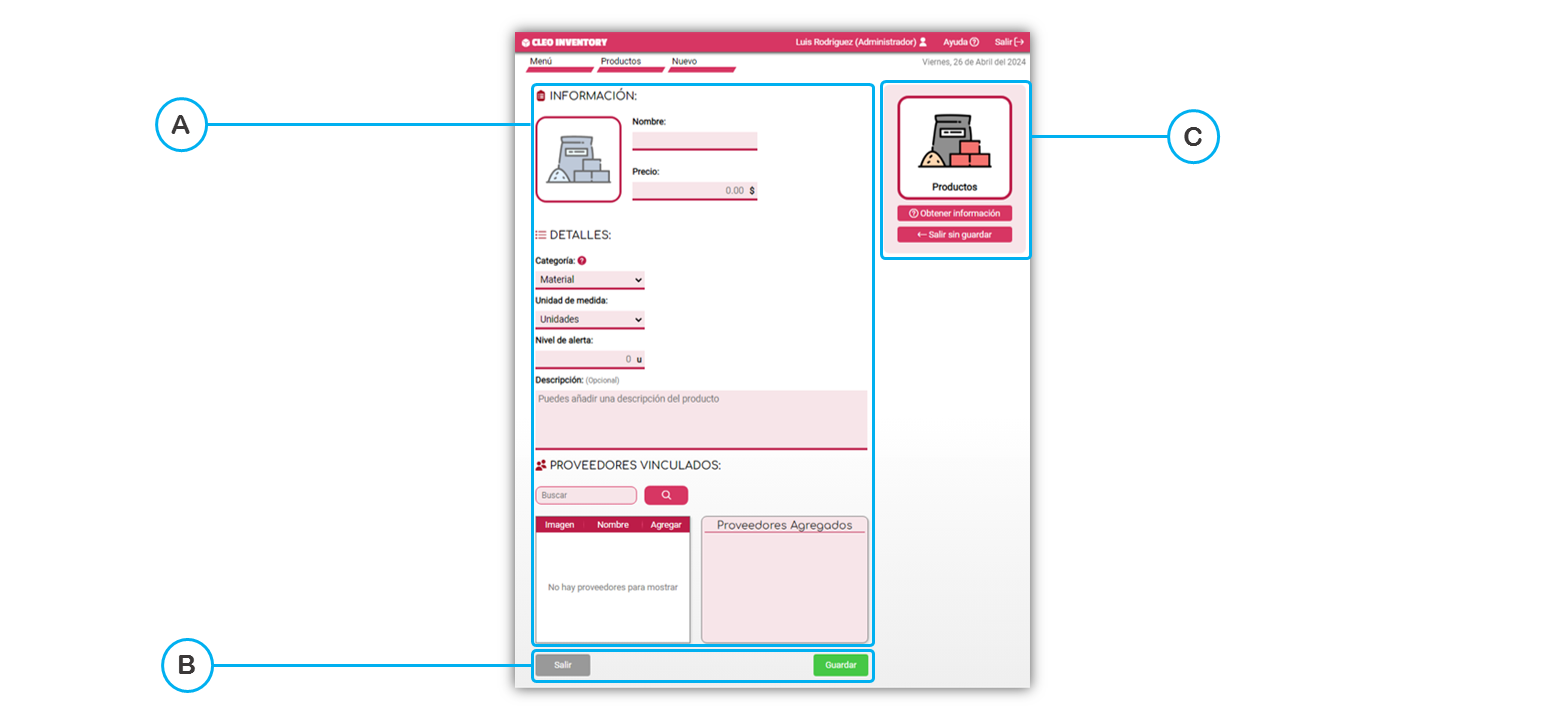 CLEO INVENTORY
Luis Rodriguez (Administrador) Ayuda Salir
Menú Productos Nuevo
Viernes, 26 de Abril del 2024
A
INFORMACIÓN:
Nombre:
Precio:
0.00 $
DETALLES:
Categoría:
Material
Unidad de medida:
Unidades
Nivel de alerta:
0 u
Descripción: (Opcional)
Puedes añadir una descripción del producto
PROVEEDORES VINCULADOS:
Buscar
Imagen Nombre Agregar
No hay proveedores para mostrar
Proveedores Agregados
B
Salir
Guardar
C
Productos
Obtener información
Salir sin guardar